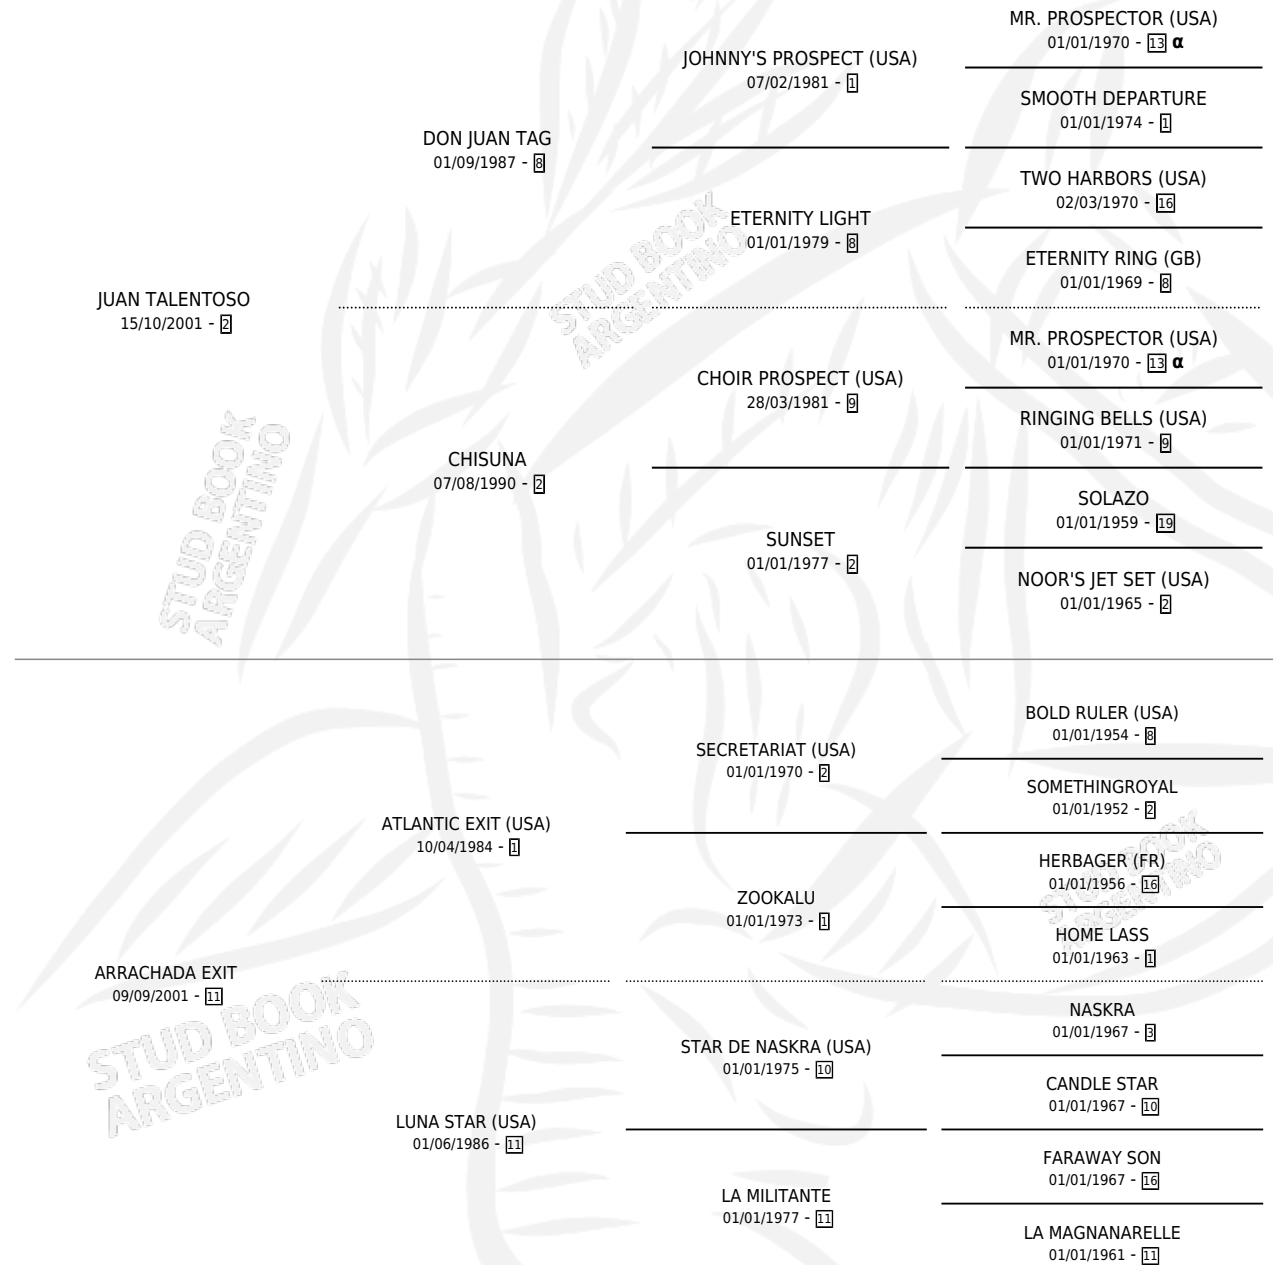 MR. PROSPECTOR (USA)
01/01/1970 - 13 α
JOHNNY'S PROSPECT (USA)
07/02/1981 - 1
SMOOTH DEPARTURE
01/01/1974 - 1
DON JUAN TAG
01/09/1987 - 8
TWO HARBORS (USA)
02/03/1970 - 16
ETERNITY LIGHT
01/01/1979 - 8
ETERNITY RING (GB)
01/01/1969 - 8
JUAN TALENTOSO
15/10/2001 - 2
MR. PROSPECTOR (USA)
01/01/1970 - 13 α
CHOIR PROSPECT (USA)
28/03/1981 - 9
RINGING BELLS (USA)
01/01/1971 - 9
CHISUNA
07/08/1990 - 2
SOLAZO
01/01/1959 - 19
SUNSET
01/01/1977 - 2
NOOR'S JET SET (USA)
01/01/1965 - 2
BOLD RULER (USA)
01/01/1954 - 8
SECRETARIAT (USA)
01/01/1970 - 2
SOMETHINGROYAL
01/01/1952 - 2
ATLANTIC EXIT (USA)
10/04/1984 - 1
HERBAGER (FR)
01/01/1956 - 16
ZOOKALU
01/01/1973 - 1
HOME LASS
01/01/1963 - 1
ARRACHADA EXIT
09/09/2001 - 11
NASKRA
01/01/1967 - 3
STAR DE NASKRA (USA)
01/01/1975 - 10
CANDLE STAR
01/01/1967 - 10
LUNA STAR (USA)
01/06/1986 - 11
FARAWAY SON
01/01/1967 - 16
LA MILITANTE
01/01/1977 - 11
LA MAGNANARELLE
01/01/1961 - 11
STUD BOOK
ARGENTINO
STUD BOOK
ARGENTINO
STUD BOOK
ARGENTINO
STUD BOOK
ARGENTINO